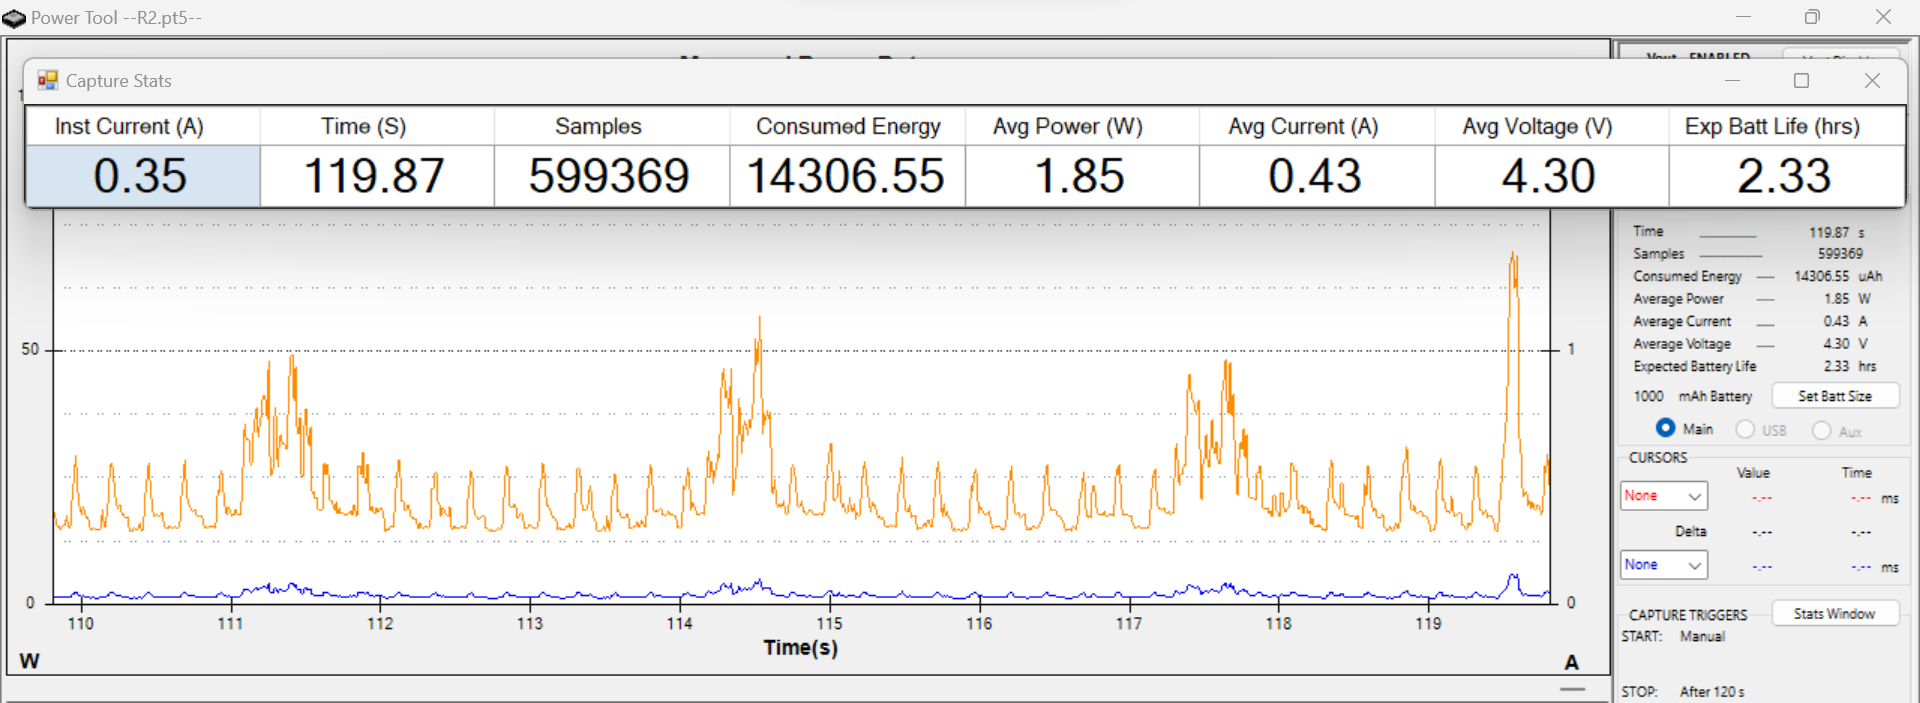 Power Tool --R2.pt5--
Vout ENABLED
Capture Stats
Inst Current (A) Time (S) Samples Consumed Energy Avg Power (W) Avg Current (A) Avg Voltage (V) Exp Batt Life (hrs)
0.35 119.87 599369 14306.55 1.85 0.43 4.30 2.33
Time 119.87 s
Samples 599369
Consumed Energy 14306.55 uAh
Average Power 1.85 W
Average Current 0.43 A
Average Voltage 4.30 V
Expected Battery Life 2.33 hrs
1000 mAh Battery Set Batt Size
Main USB Aux
CURSORS
Value Time
None -.-- -.-- ms
Delta -.-- -.--
None -.-- -.-- ms
CAPTURE TRIGGERS Stats Window
START: Manual
STOP: After 120 s
50 1
0 0
110 111 112 113 114 115 116 117 118 119
Time(s)
W A